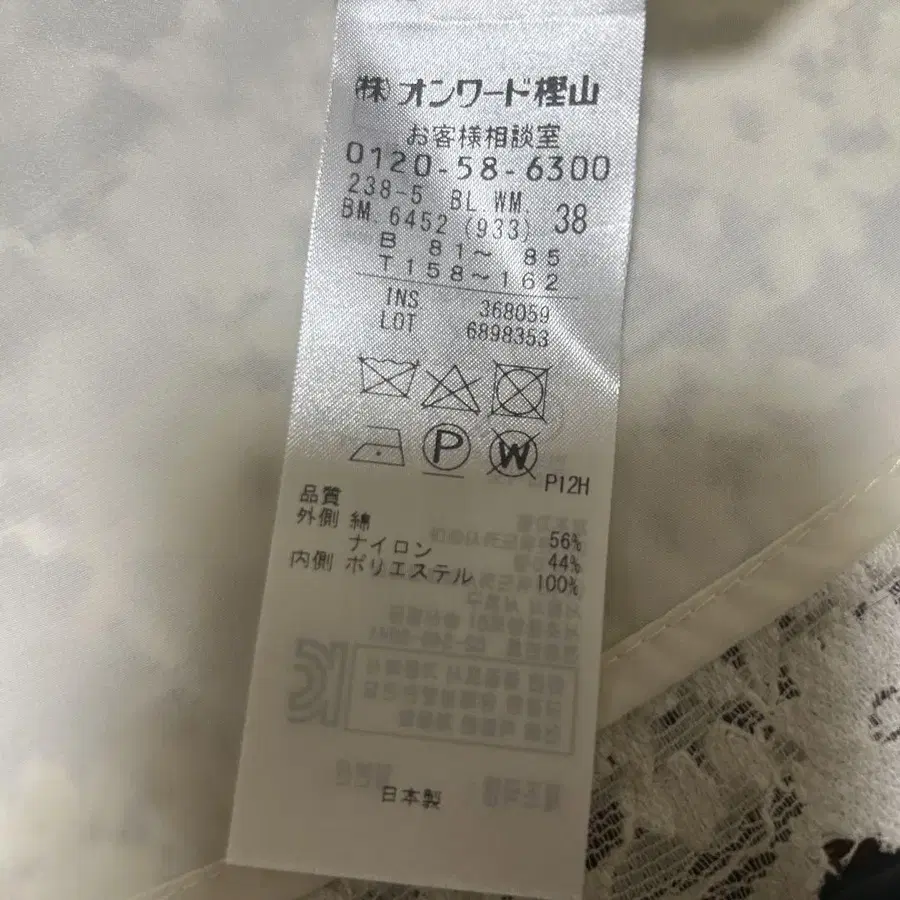 (株)オンワード樫山
お客様相談室
0120-58-6300
238-5 BL.WM. 38
BM.6452 (933)
B 81〜 85
T158〜162
INS 368059
LOT 6898353
P
W
P12H
品質
外側 綿 56%
ナイロン 44%
内側 ポリエステル 100%
日本製